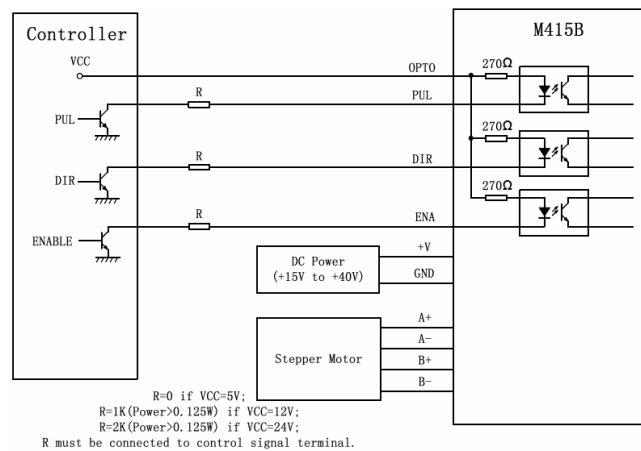 Controller
M415B
VCC
OPTO
270Ω
R
PUL
PUL
270Ω
R
DIR
DIR
270Ω
R
ENA
ENABLE
+V
DC Power
(+15V to +40V)
GND
A+
A-
Stepper Motor
B+
B-
R=0 if VCC=5V;
R=1K(Power>0.125W) if VCC=12V;
R=2K(Power>0.125W) if VCC=24V;
R must be connected to control signal terminal.